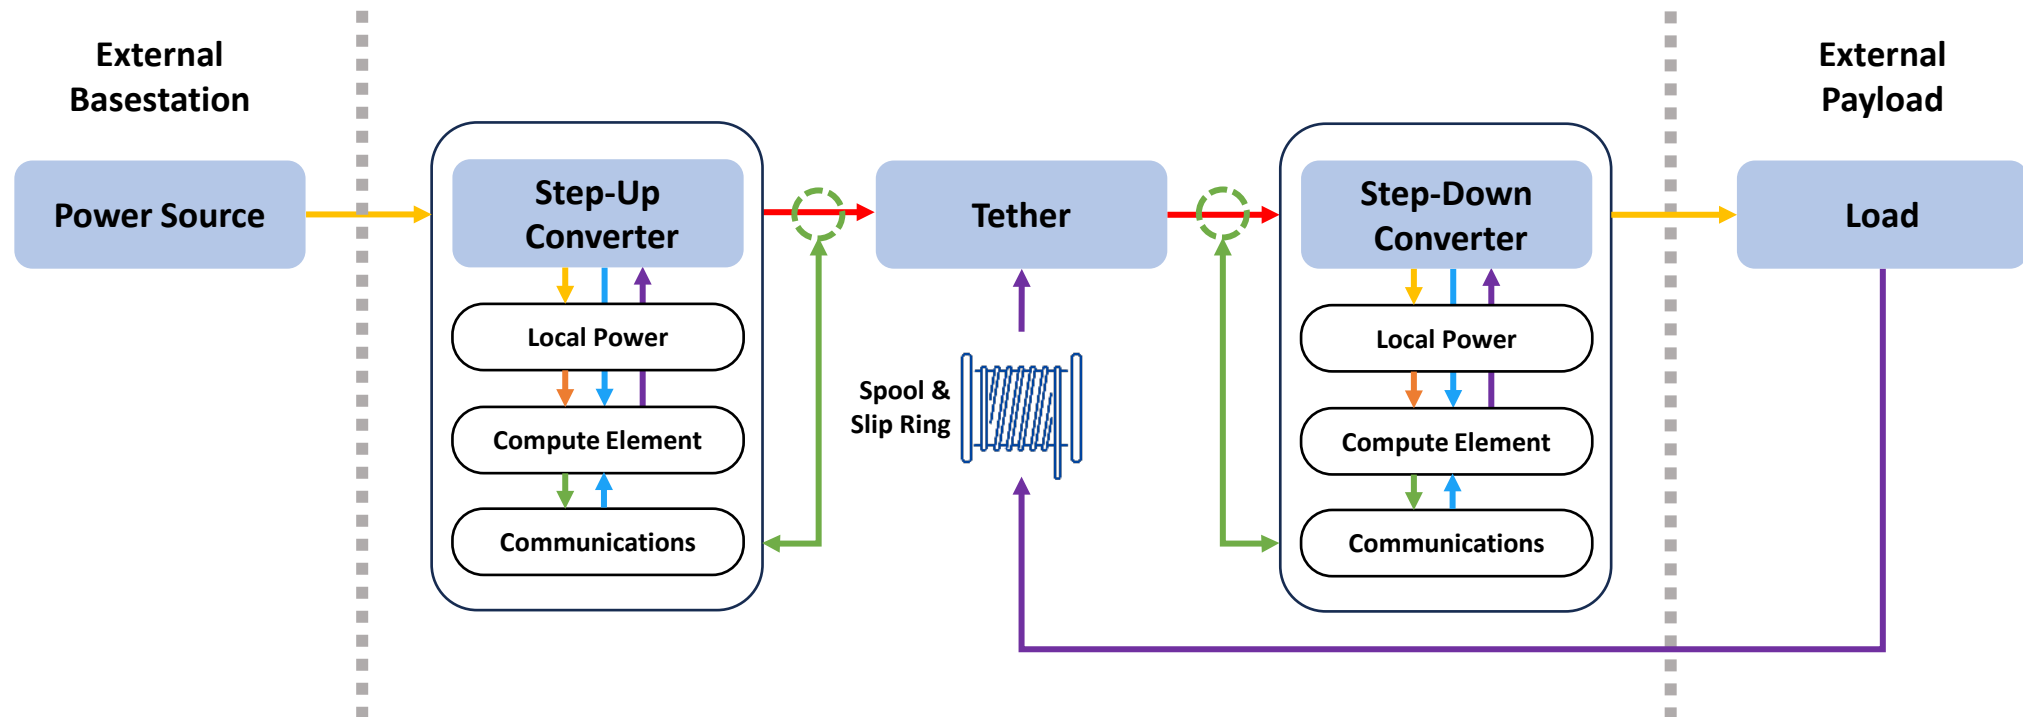 External
Basestation
Power Source
Step-Up
Converter
Local Power
Compute Element
Communications
Tether
Spool &
Slip Ring
Step-Down
Converter
Local Power
Compute Element
Communications
External
Payload
Load